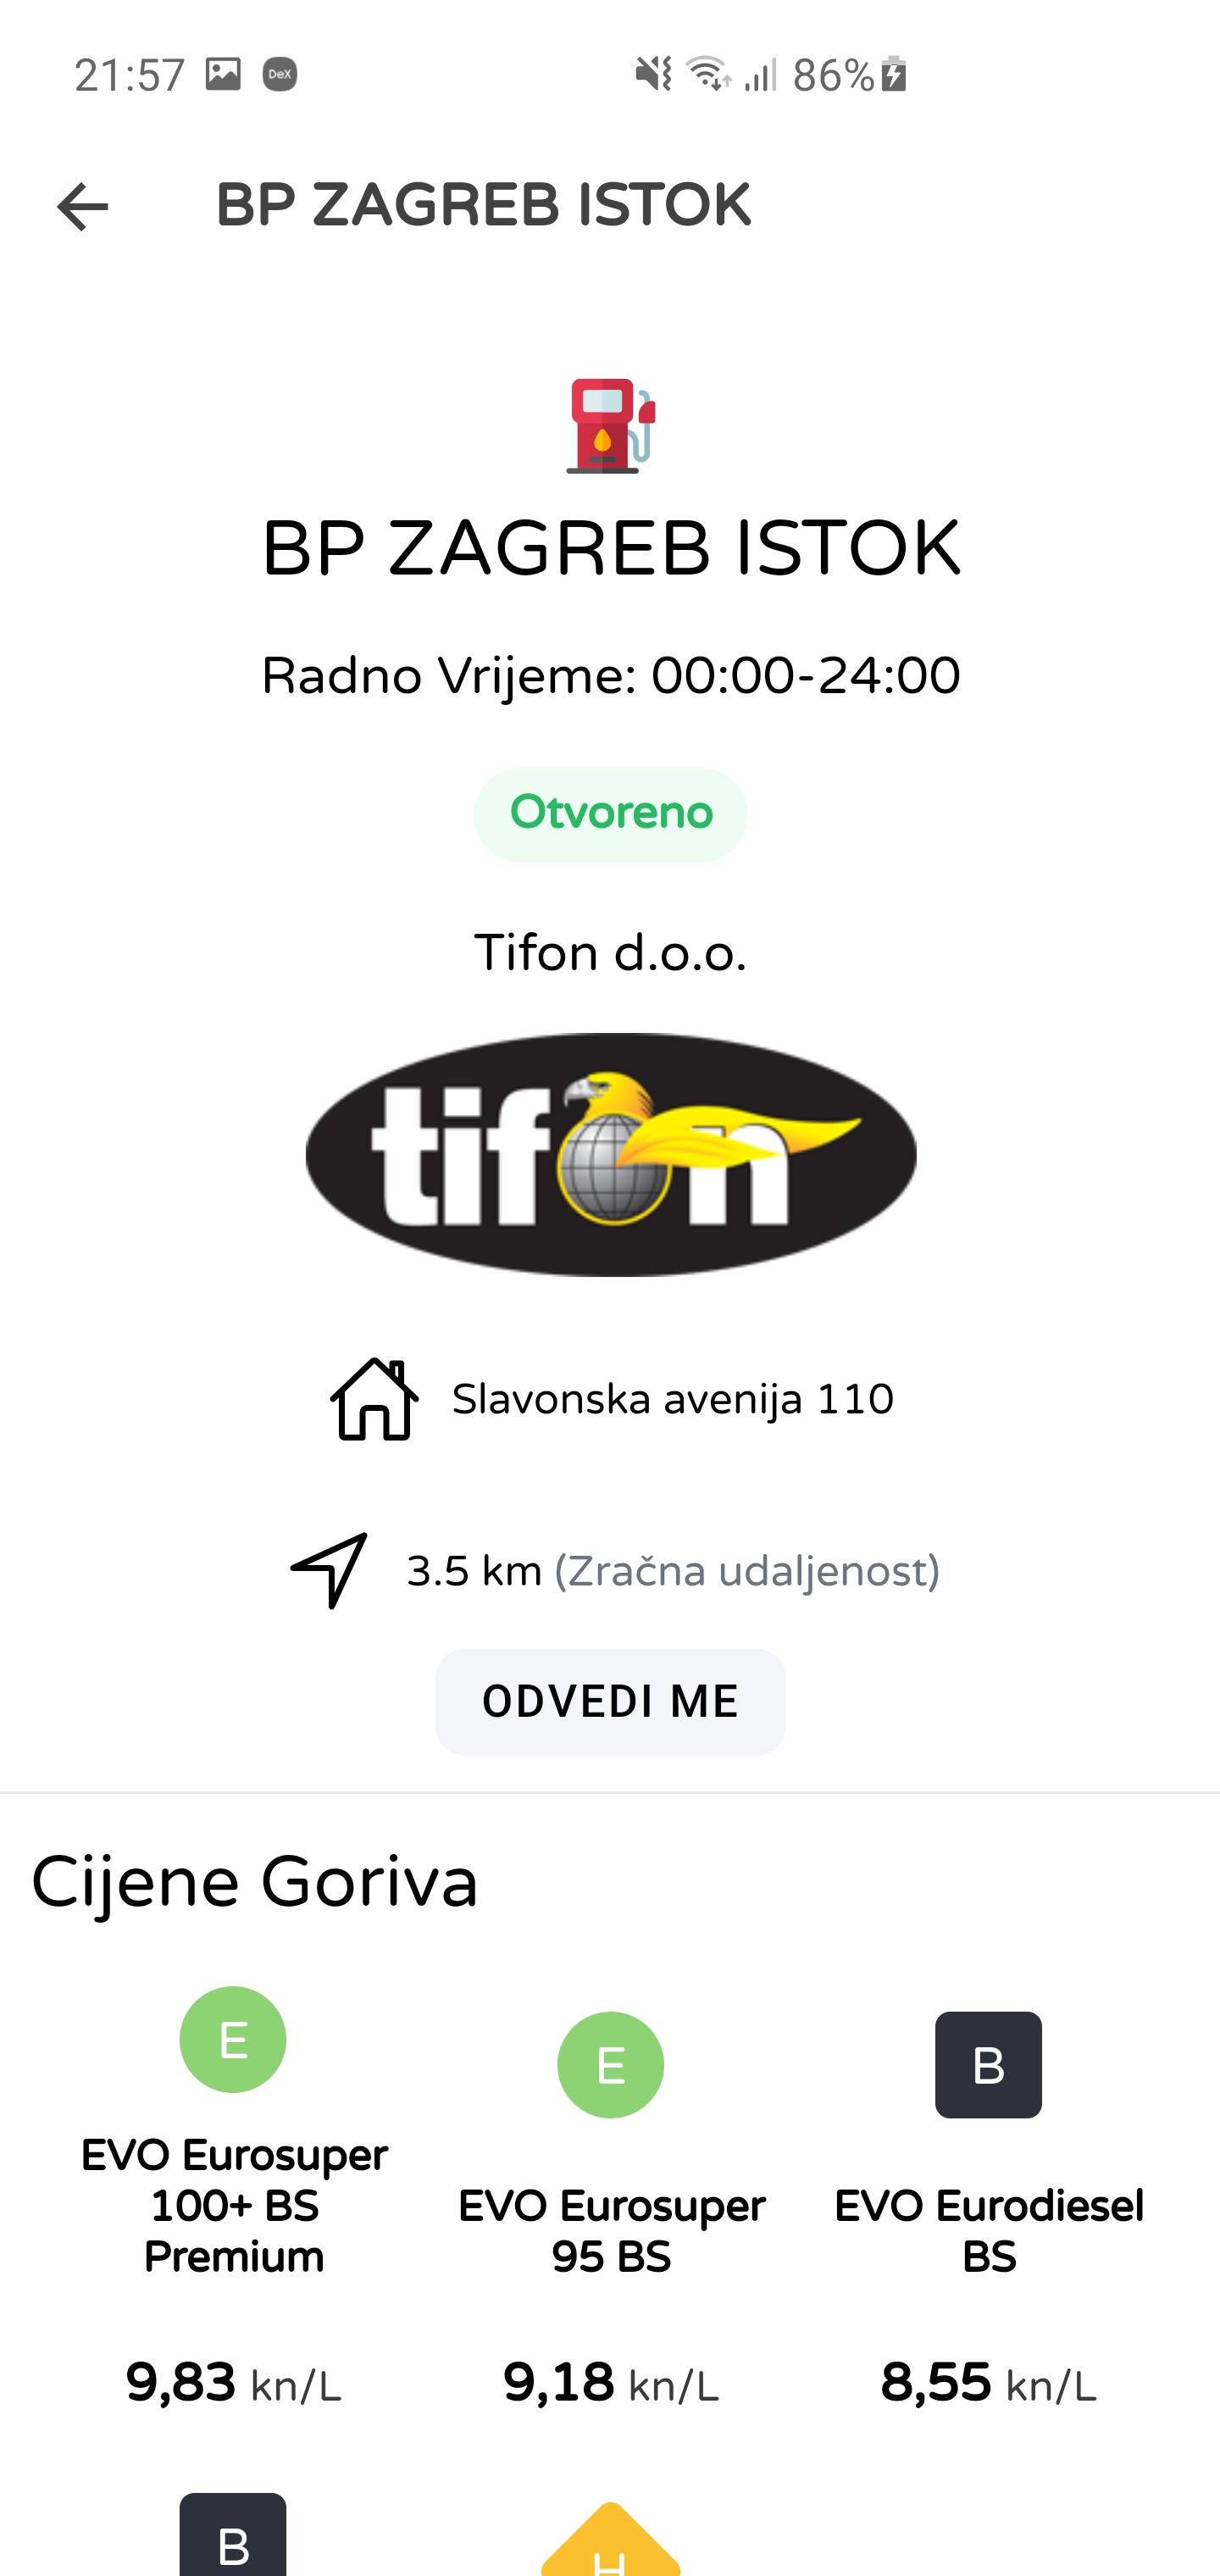 21:57 DeX 86%
BP ZAGREB ISTOK
BP ZAGREB ISTOK
Radno Vrijeme: 00:00-24:00
Otvoreno
Tifon d.o.o.
tifon
Slavonska avenija 110
3.5 km (Zračna udaljenost)
ODVEDI ME
Cijene Goriva
E
EVO Eurosuper
100+ BS
Premium
9,83 kn/L
E
EVO Eurosuper
95 BS
9,18 kn/L
B
EVO Eurodiesel
BS
8,55 kn/L
B
H